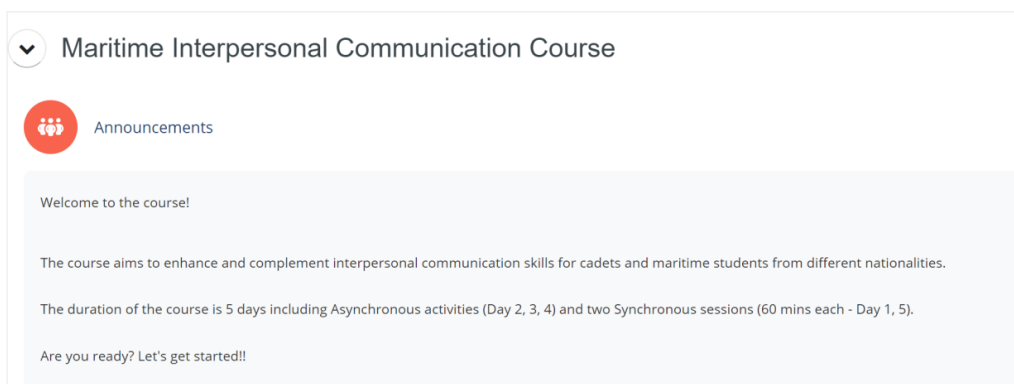 Maritime Interpersonal Communication Course
Announcements
Welcome to the course!
The course aims to enhance and complement interpersonal communication skills for cadets and maritime students from different nationalities.
The duration of the course is 5 days including Asynchronous activities (Day 2, 3, 4) and two Synchronous sessions (60 mins each - Day 1, 5).
Are you ready? Let's get started!!